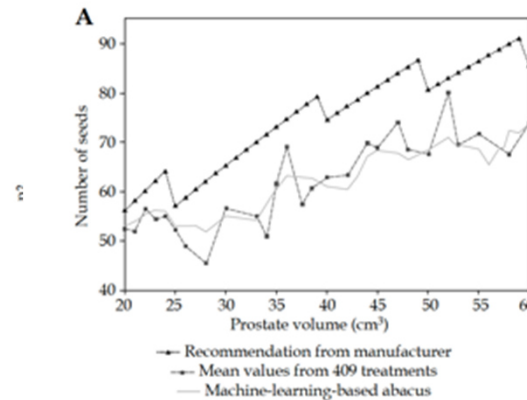 A
Number of seeds
90
80
70
60
50
40
20 25 30 35 40 45 50 55
Prostate volume (cm³)
Recommendation from manufacturer
Mean values from 409 treatments
Machine-learning-based abacus